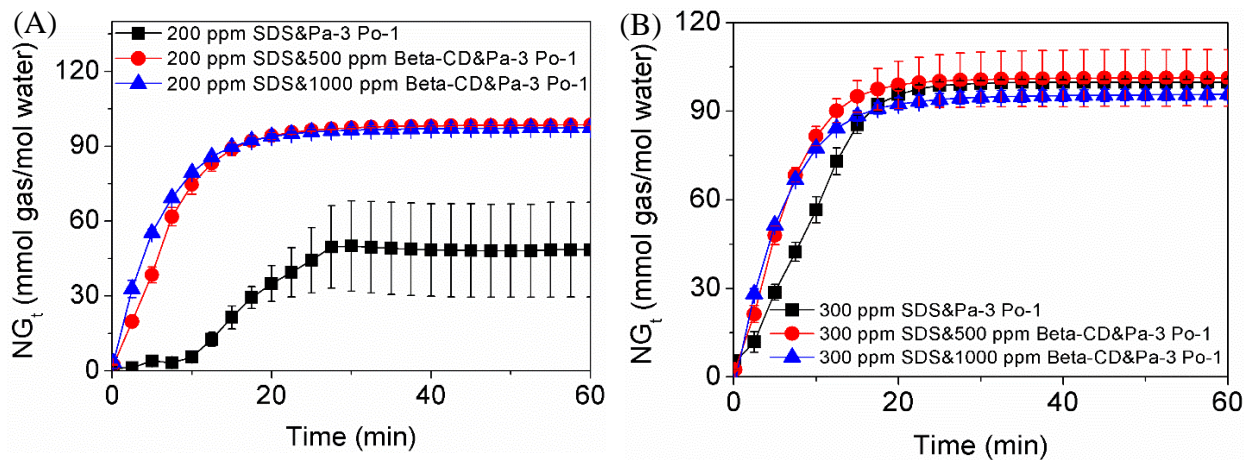 (A)
200 ppm SDS&Pa-3 Po-1
200 ppm SDS&500 ppm Beta-CD&Pa-3 Po-1
200 ppm SDS&1000 ppm Beta-CD&Pa-3 Po-1
NGt (mmol gas/mol water)
120
90
60
30
0
0 20 40 60
Time (min)
(B)
NGt (mmol gas/mol water)
120
90
60
30
0
300 ppm SDS&Pa-3 Po-1
300 ppm SDS&500 ppm Beta-CD&Pa-3 Po-1
300 ppm SDS&1000 ppm Beta-CD&Pa-3 Po-1
0 20 40 60
Time (min)